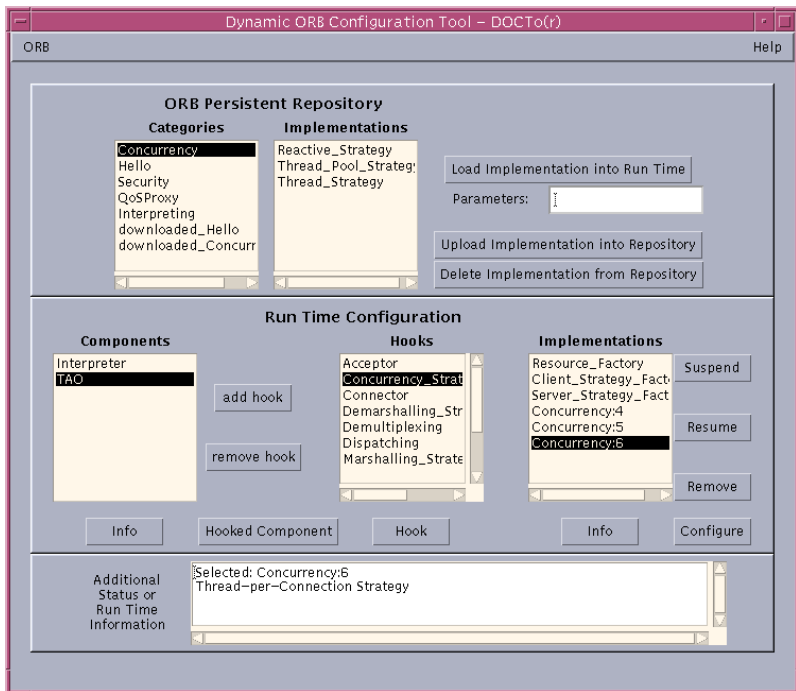 Dynamic ORB Configuration Tool – DOCTo(r)
ORB
Help
ORB Persistent Repository
Categories
Implementations
Concurrency
Hello
Security
QoSProxy
Interpreting
downloaded_Hello
downloaded_Concurr
Reactive_Strategy
Thread_Pool_Strateg
Thread_Strategy
Load Implementation into Run Time
Parameters:
Upload Implementation into Repository
Delete Implementation from Repository
Run Time Configuration
Components
Hooks
Implementations
Interpreter
TAO
add hook
remove hook
Acceptor
Concurrency_Strat
Connector
Demarshalling_Str
Demultiplexing
Dispatching
Marshalling_Strate
Resource_Factory
Client_Strategy_Fact
Server_Strategy_Fact
Concurrency:4
Concurrency:5
Concurrency:6
Suspend
Resume
Remove
Info
Hooked Component
Hook
Info
Configure
Additional
Status or
Run Time
Information
Selected: Concurrency:6
Thread–per–Connection Strategy